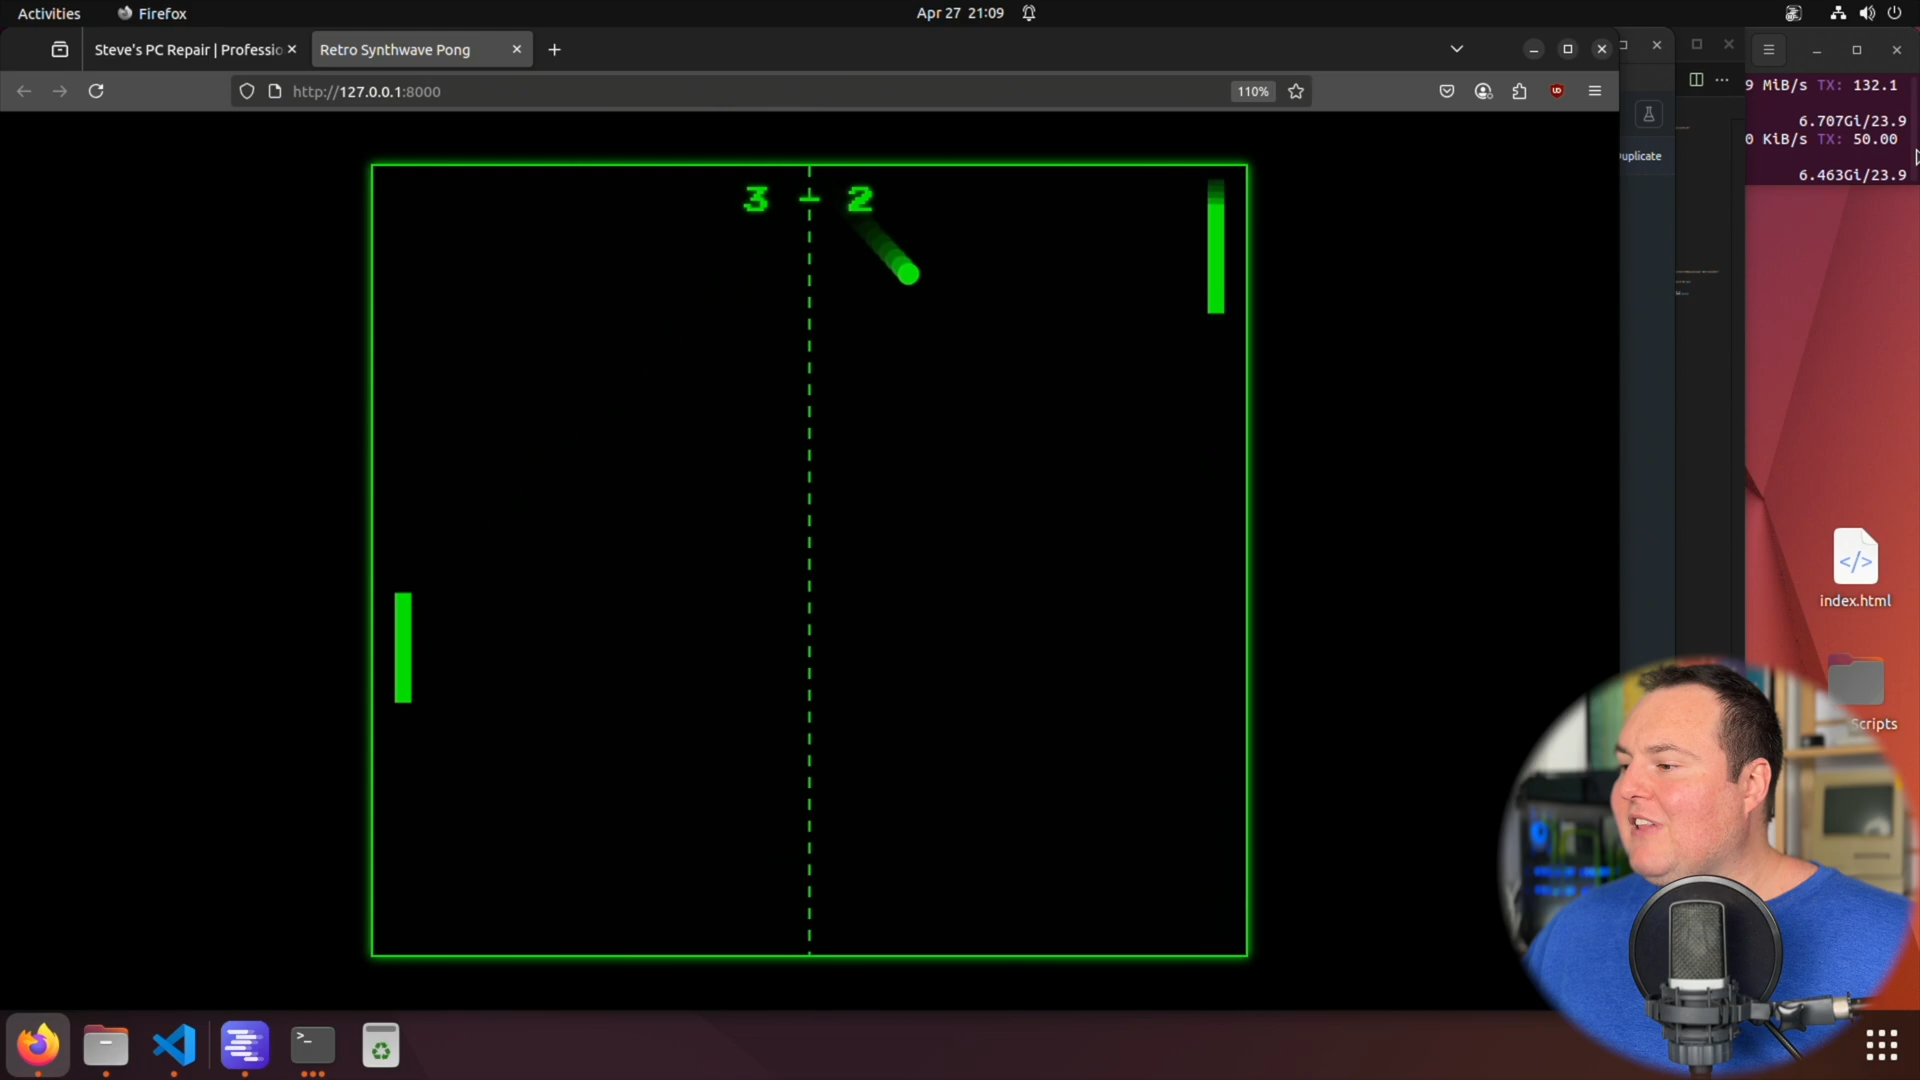 Activities
Firefox
Apr 27 21:09
Steve's PC Repair | Professio
Retro Synthwave Pong
http://127.0.0.1:8000
110%
9 MiB/s TX: 132.1
6.707Gi/23.9
0 KiB/s TX: 50.00
6.463Gi/23.9
uplicate
3 - 2
index.html
Scripts